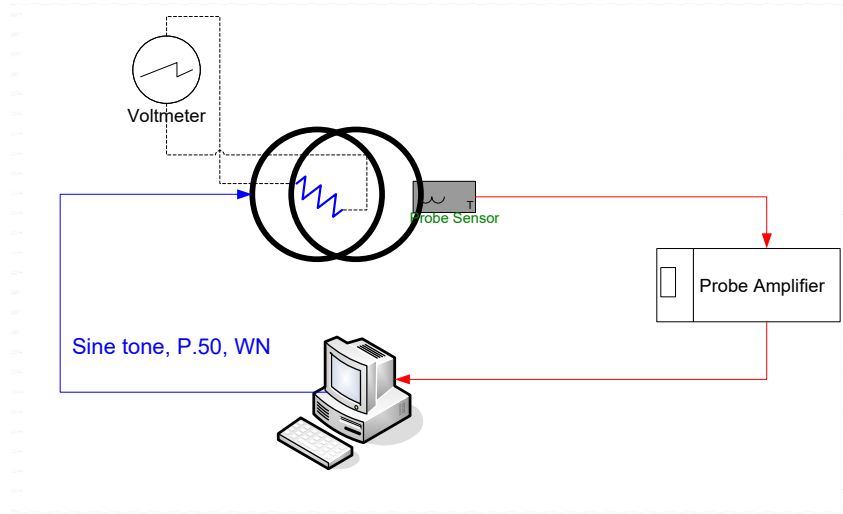 Voltmeter
T
Probe Sensor
Probe Amplifier
Sine tone, P.50, WN